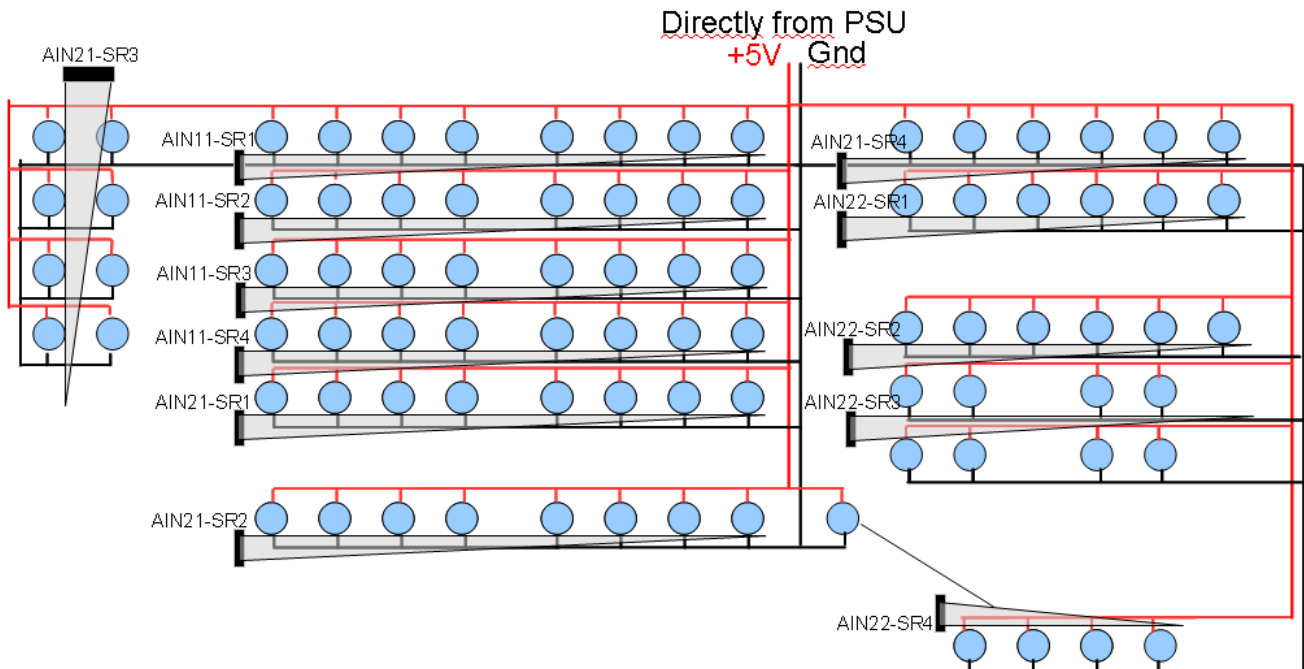 Directly from PSU
+5V Gnd
AIN21-SR3
AIN11-SR1
AIN21-SR4
AIN11-SR2
AIN22-SR1
AIN11-SR3
AIN11-SR4
AIN22-SR2
AIN21-SR1
AIN22-SR3
AIN21-SR2
AIN22-SR4